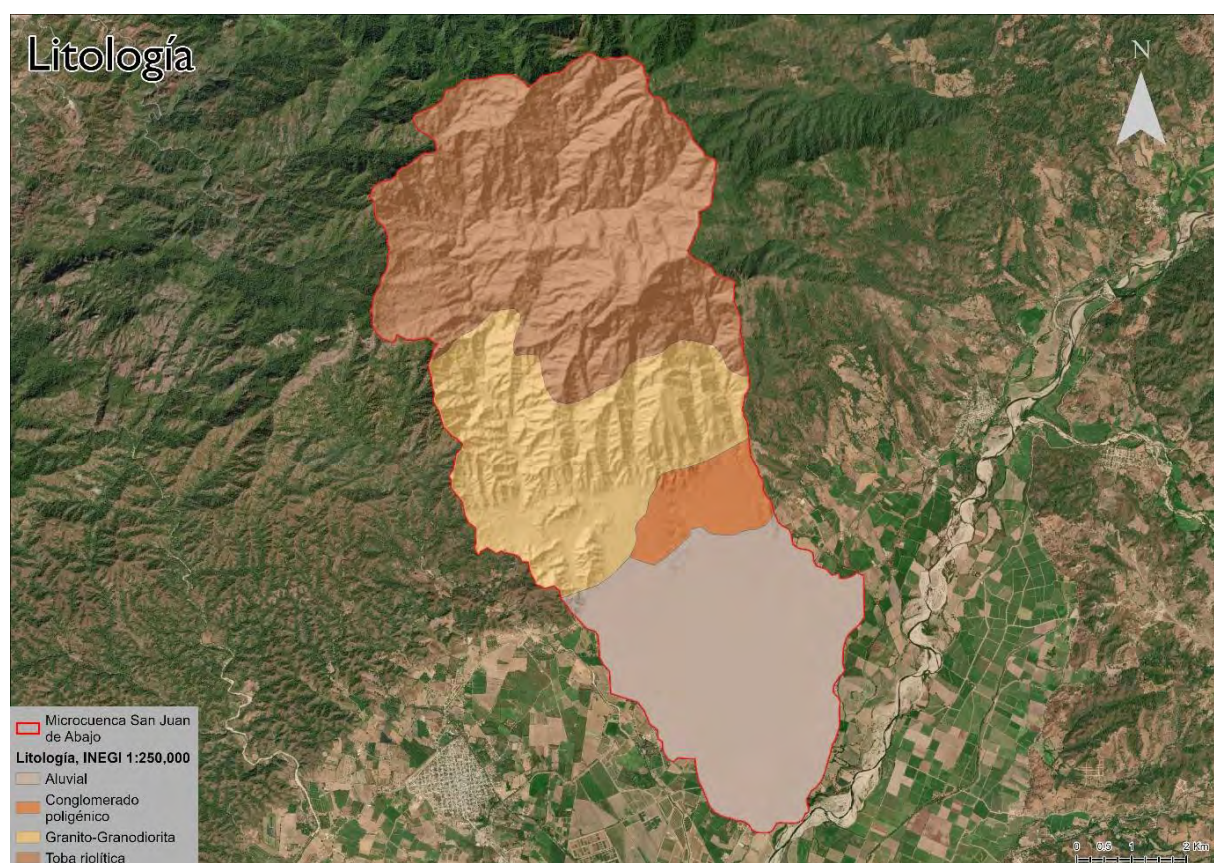 Litología
N
Microcuenca San Juan
de Abajo
Litología, INEGI 1:250,000
Aluvial
Conglomerado
poligénico
Granito-Granodiorita
Toba riolítica
0 0.5 1 2 Km